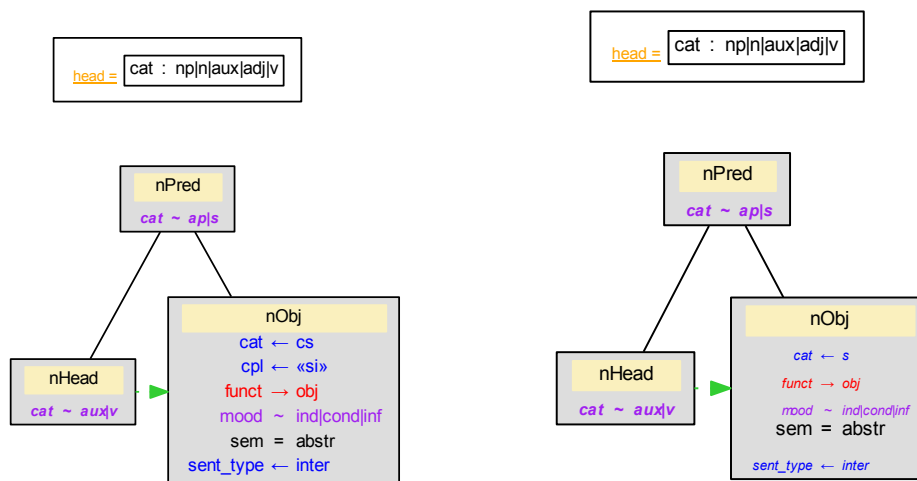 head = cat : np|n|aux|adj|v
nPred
cat ~ ap|s
nHead
cat ~ aux|v
nObj
cat ← cs
cpl ← «si»
funct → obj
mood ~ ind|cond|inf
sem = abstr
sent_type ← inter
head = cat : np|n|aux|adj|v
nPred
cat ~ ap|s
nHead
cat ~ aux|v
nObj
cat ← s
funct → obj
mood ~ ind|cond|inf
sem = abstr
sent_type ← inter